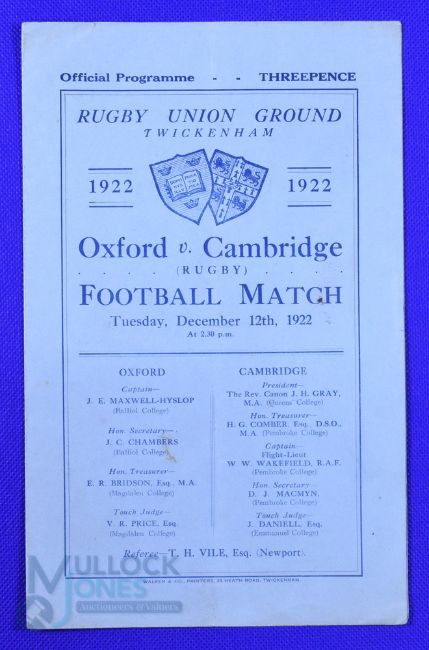 Official Programme - - THREEPENCE
RUGBY UNION GROUND
TWICKENHAM
1922 1922
Oxford v. Cambridge
. . . . (RUGBY) . . . .
FOOTBALL MATCH
Tuesday, December 12th, 1922
At 2.30 p.m.
OXFORD
Captain—
J. E. MAXWELL-HYSLOP
(Balliol College)
Hon. Secretary—
J. C. CHAMBERS
(Balliol College)
Hon. Treasurer—
E. R. BRIDSON, Esq., M.A.
(Magdalen College)
Touch Judge—
V. R. PRICE, Esq.
(Magdalen College)
CAMBRIDGE
President—
The Rev. Canon J. H. GRAY,
M.A. (Queens' College)
Hon. Treasurer—
H. G. COMBER, Esq., D.S.O.,
M.A. (Pembroke College)
Captain—
Flight-Lieut
W. W. WAKEFIELD, R.A.F.
(Pembroke College)
Hon. Secretary—
D. J. MACMYN,
(Pembroke College)
Touch Judge—
J. DANIELL, Esq.
(Emmanuel College)
Referee—T. H. VILE, Esq. (Newport).
WALKER & CO., PRINTERS, HEATH ROAD, TWICKENHAM
MULLOCK
JONES
Auctioneers & Valuers